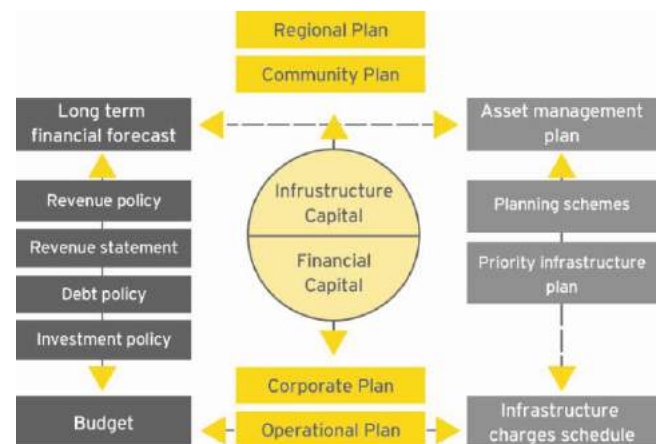 Regional Plan
Community Plan
Long term
financial forecast
Asset management
plan
Revenue policy
Revenue statement
Debt policy
Investment policy
Infrustructure
Capital
Financial
Capital
Planning schemes
Priority infrastructure
plan
Corporate Plan
Budget
Operational Plan
Infrastructure
charges schedule